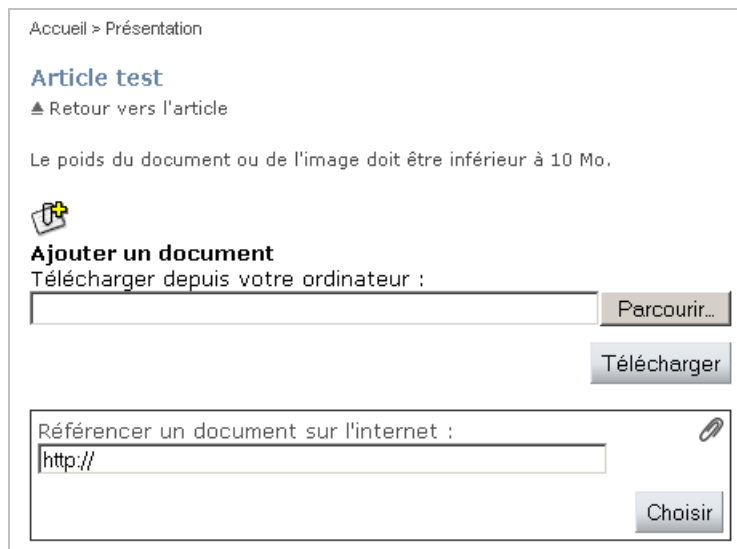 Accueil > Présentation
Article test
Retour vers l'article
Le poids du document ou de l'image doit être inférieur à 10 Mo.
Ajouter un document
Télécharger depuis votre ordinateur :
Parcourir...
Télécharger
Référencer un document sur l'internet :
http://
Choisir